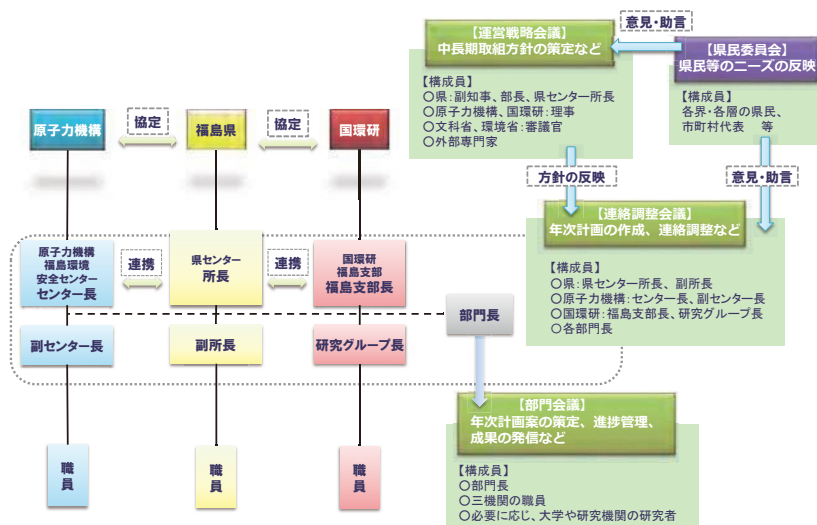 原子力機構
協定
福島県
協定
国環研
原子力機構
福島環境
安全センター
センター長
連携
県センター
所長
連携
国環研
福島支部
福島支部長
副センター長
副所長
研究グループ長
部門長
職員
職員
職員
【運営戦略会議】
中長期取組方針の策定など
【構成員】
○県:副知事、部長、県センター所長
○原子力機構、国環研:理事
○文科省、環境省:審議官
○外部専門家
意見・助言
【県民委員会】
県民等のニーズの反映
【構成員】
各界・各層の県民、
市町村代表 等
方針の反映
意見・助言
【連絡調整会議】
年次計画の作成、連絡調整など
【構成員】
○県:県センター所長、副所長
○原子力機構:センター長、副センター長
○国環研:福島支部長、研究グループ長
○各部門長
【部門会議】
年次計画案の策定、進捗管理、
成果の発信など
【構成員】
○部門長
○三機関の職員
○必要に応じ、大学や研究機関の研究者